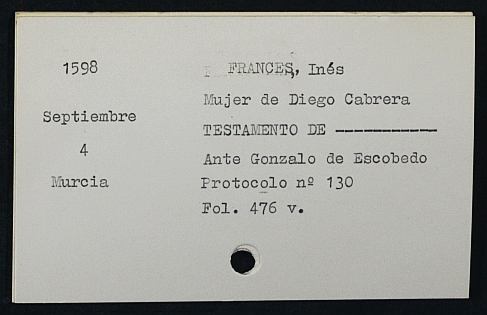 1598
Septiembre
4
Murcia
FRANCES, Inés
Mujer de Diego Cabrera
TESTAMENTO DE -----------
Ante Gonzalo de Escobedo
Protocolo nº 130
Fol. 476 v.